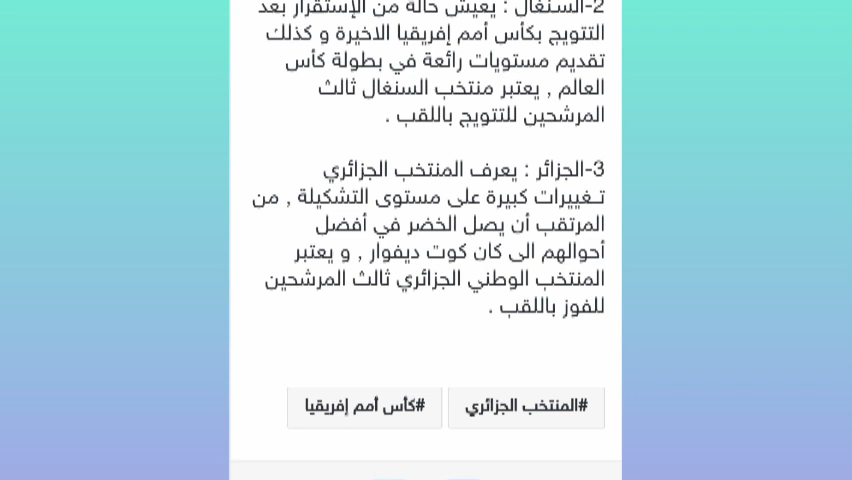 2-السنغال : يعيش حالة من الإستقرار بعد
التتويج بكأس أمم إفريقيا الاخيرة و كذلك
تقديم مستويات رائعة في بطولة كأس
العالم , يعتبر منتخب السنغال ثالث
المرشحين للتتويج باللقب .
3-الجزائر : يعرف المنتخب الجزائري
تغييرات كبيرة على مستوى التشكيلة , من
المرتقب أن يصل الخضر في أفضل
أحوالهم الى كان كوت ديفوار , و يعتبر
المنتخب الوطني الجزائري ثالث المرشحين
للفوز باللقب .
#المنتخب الجزائري #كأس أمم إفريقيا